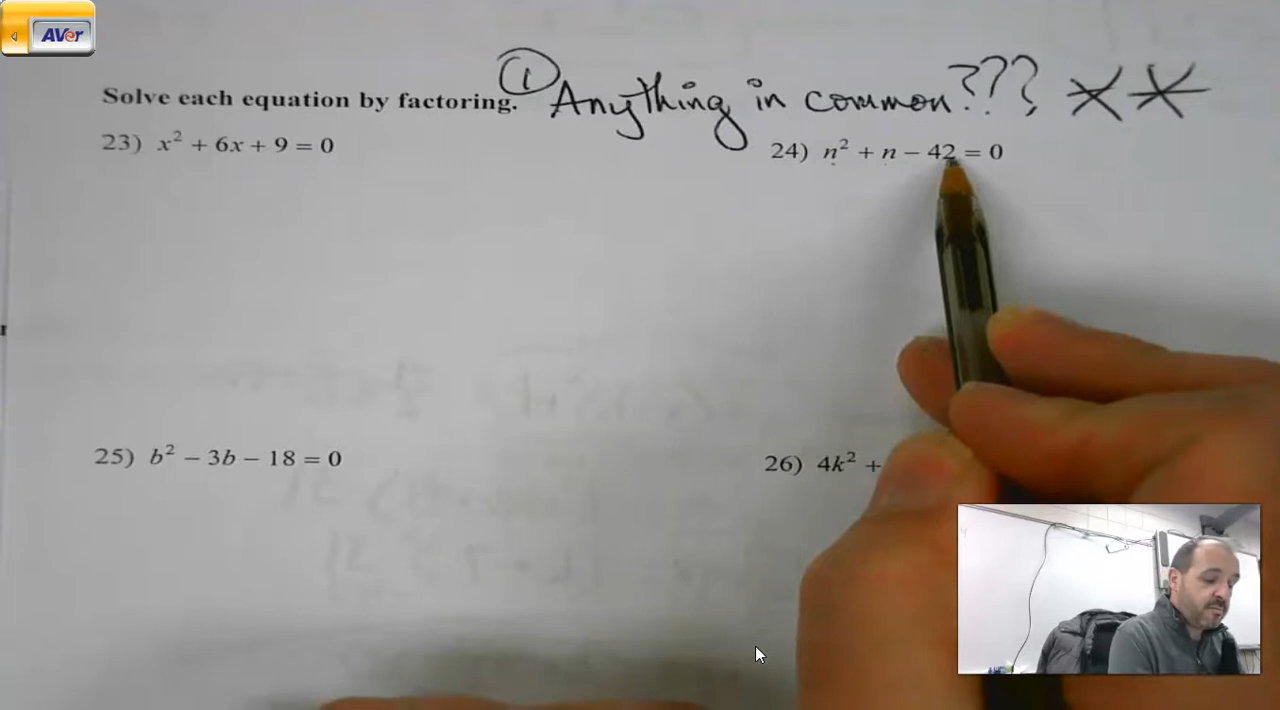 AVer
① Anything in common??? **
Solve each equation by factoring.
23) x² + 6x + 9 = 0
24) n² + n − 42 = 0
25) b² − 3b − 18 = 0
26) 4k² +